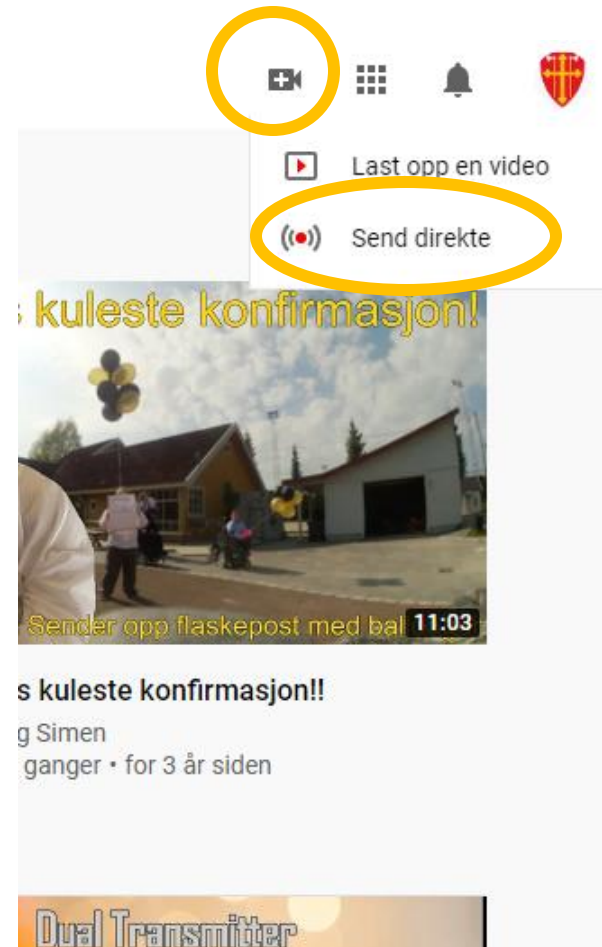 Last opp en video
Send direkte
s kuleste konfirmasjon!
Sender opp flaskepost med bal
11:03
s kuleste konfirmasjon!!
g Simen
ganger • for 3 år siden
Dual Transmitter